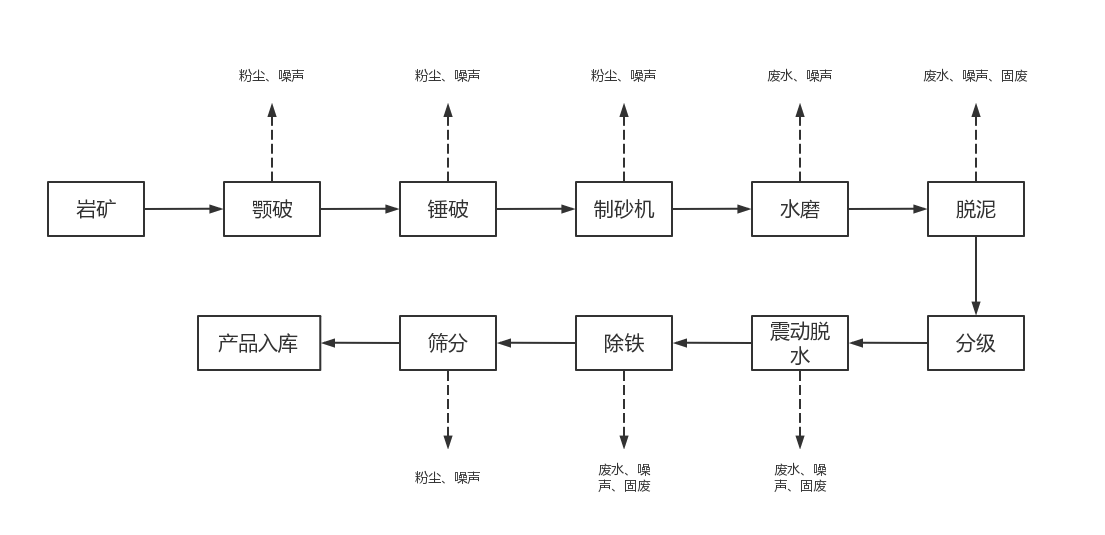 粉尘、噪声
粉尘、噪声
粉尘、噪声
废水、噪声
废水、噪声、固废
岩矿
颚破
锤破
制砂机
水磨
脱泥
产品入库
筛分
除铁
震动脱
水
分级
粉尘、噪声
废水、噪
声、固废
废水、噪
声、固废